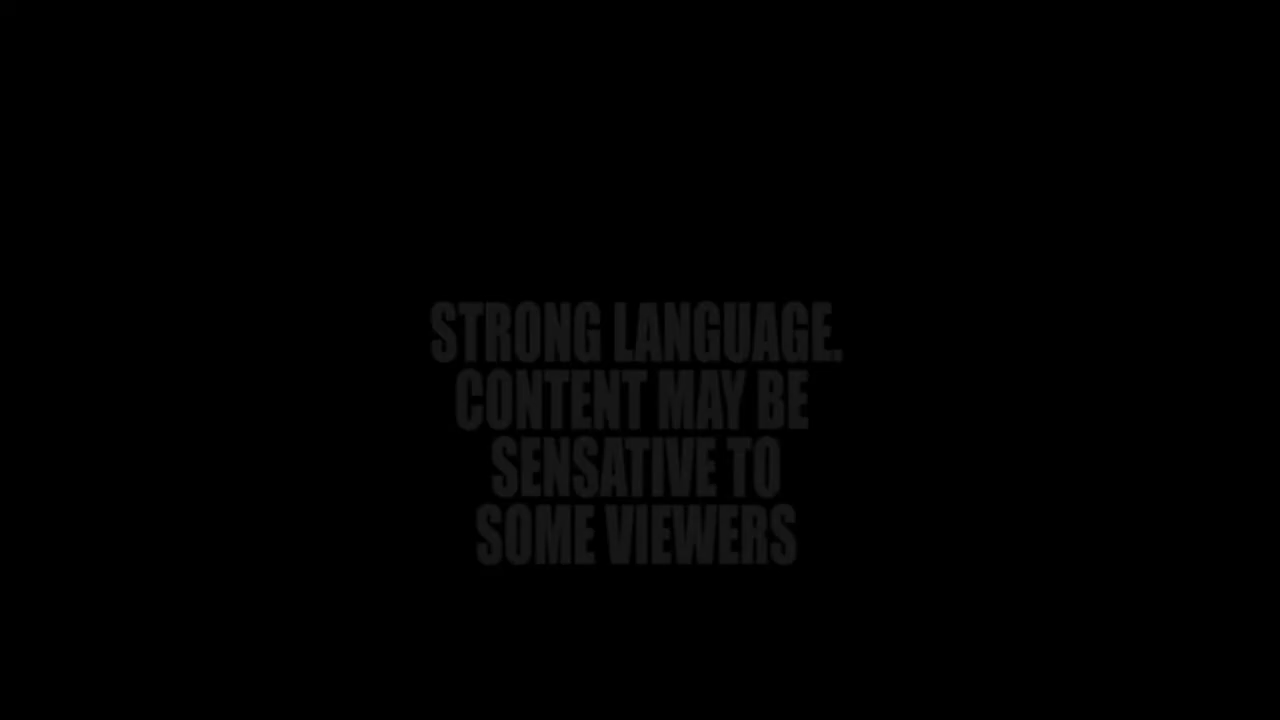 STRONG LANGUAGE.
CONTENT MAY BE
SENSATIVE TO
SOME VIEWERS